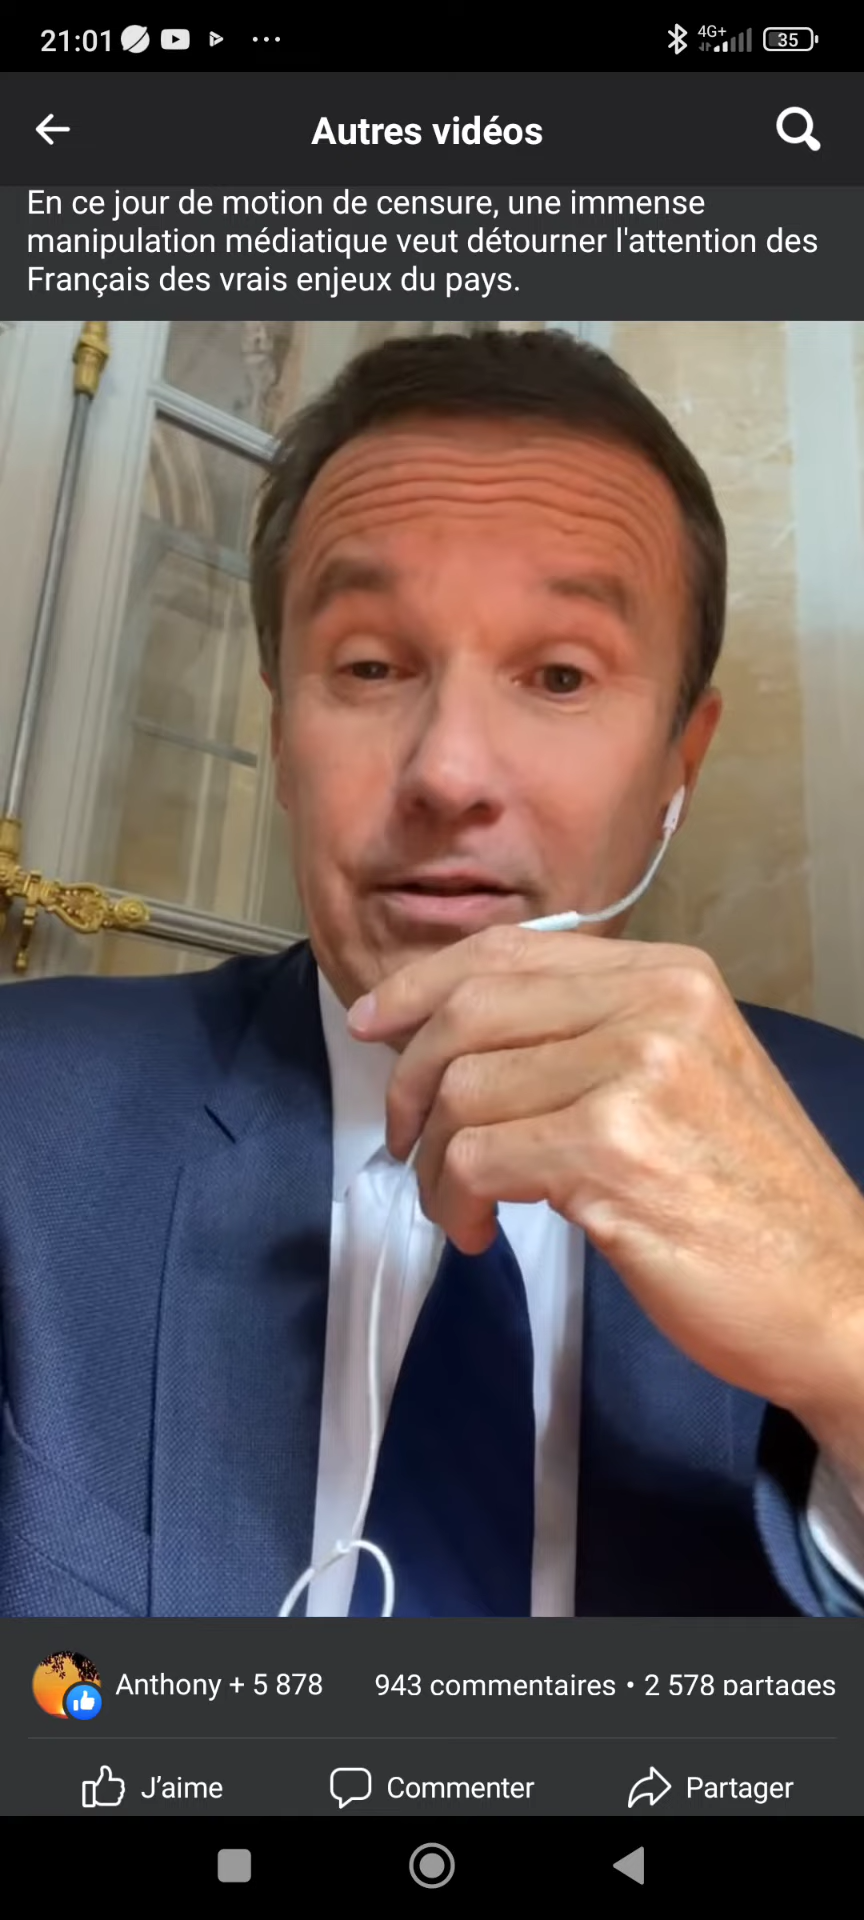 21:01 ... 4G+ 35
Autres vidéos
En ce jour de motion de censure, une immense
manipulation médiatique veut détourner l'attention des
Français des vrais enjeux du pays.
Anthony + 5 878 943 commentaires • 2 578 partages
J'aime Commenter Partager